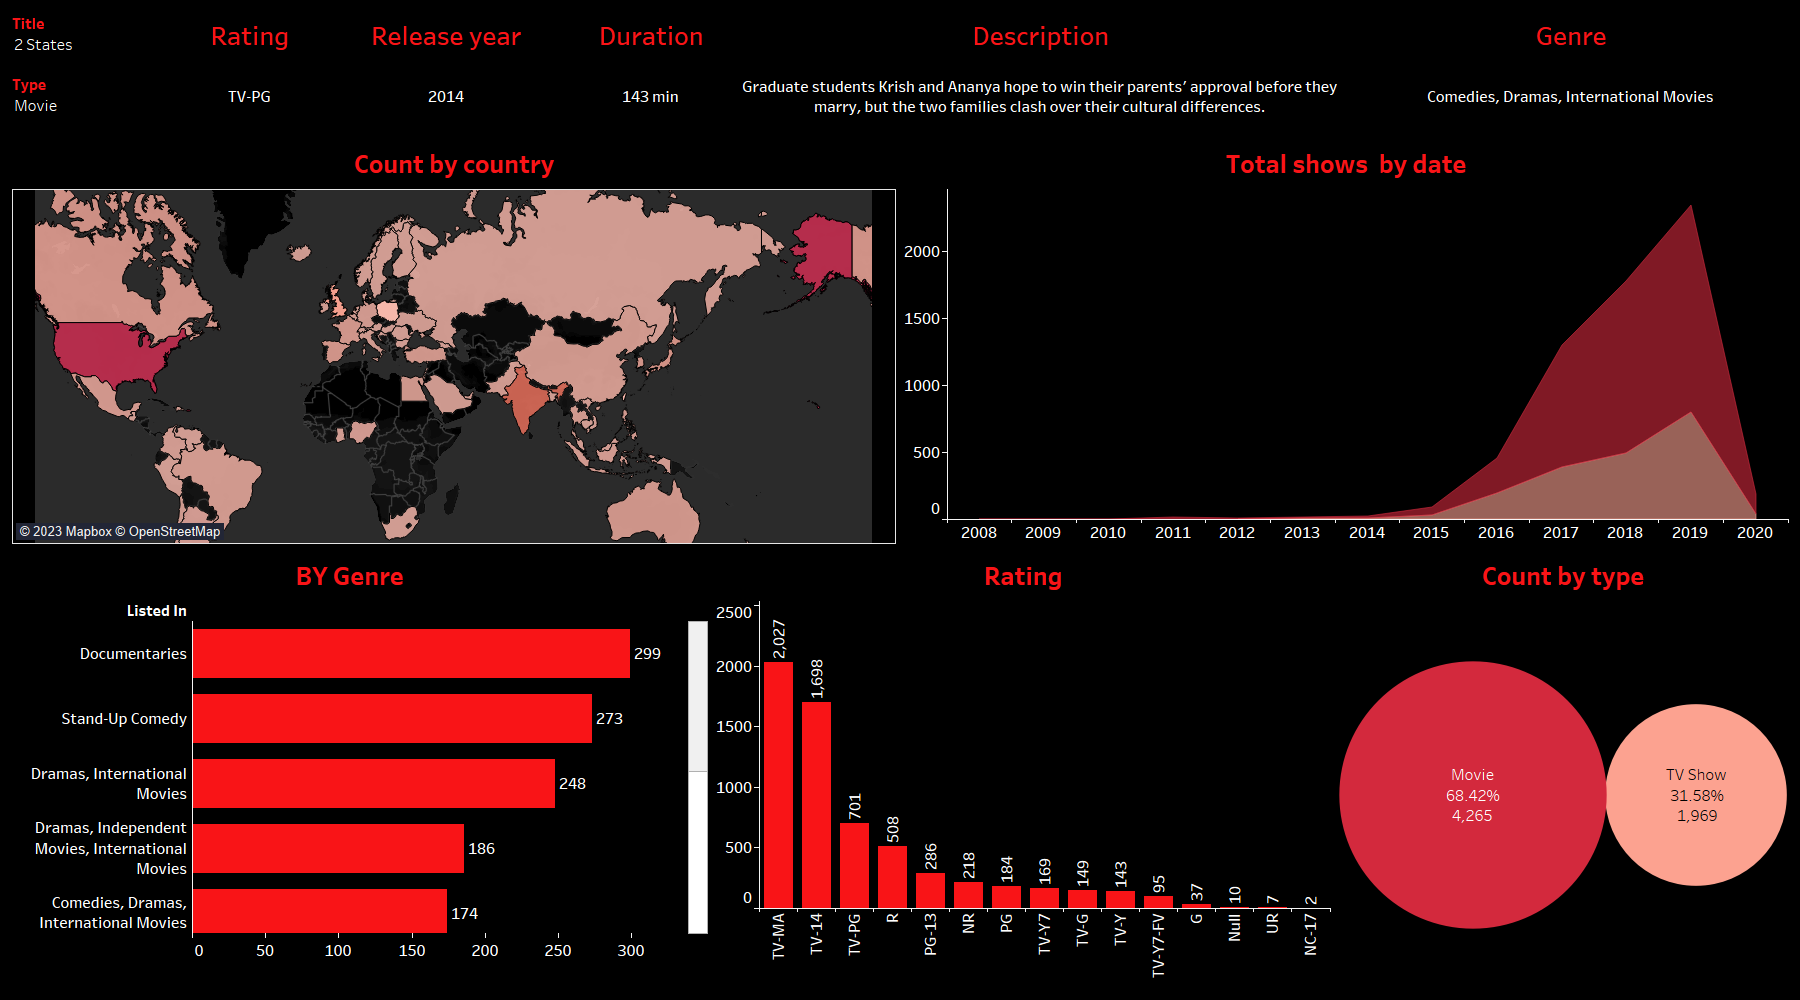 Title
2 States
Type
Movie
Rating
TV-PG
Release year
2014
Duration
143 min
Description
Graduate students Krish and Ananya hope to win their parents’ approval before they
marry, but the two families clash over their cultural differences.
Genre
Comedies, Dramas, International Movies
Count by country
© 2023 Mapbox © OpenStreetMap
Total shows  by date
2000
1500
1000
500
0
2008 2009 2010 2011 2012 2013 2014 2015 2016 2017 2018 2019 2020
BY Genre
Listed In
Documentaries
299
Stand-Up Comedy
273
Dramas, International
Movies
248
Dramas, Independent
Movies, International
Movies
186
Comedies, Dramas,
International Movies
174
0 50 100 150 200 250 300
Rating
2500
2000
1500
1000
500
0
2,027 1,698 701 508 286 218 184 169 149 143 95 37 10 7 2
TV-MA TV-14 TV-PG R PG-13 NR PG TV-Y7 TV-G TV-Y TV-Y7-FV G Null UR NC-17
Count by type
Movie
68.42%
4,265
TV Show
31.58%
1,969